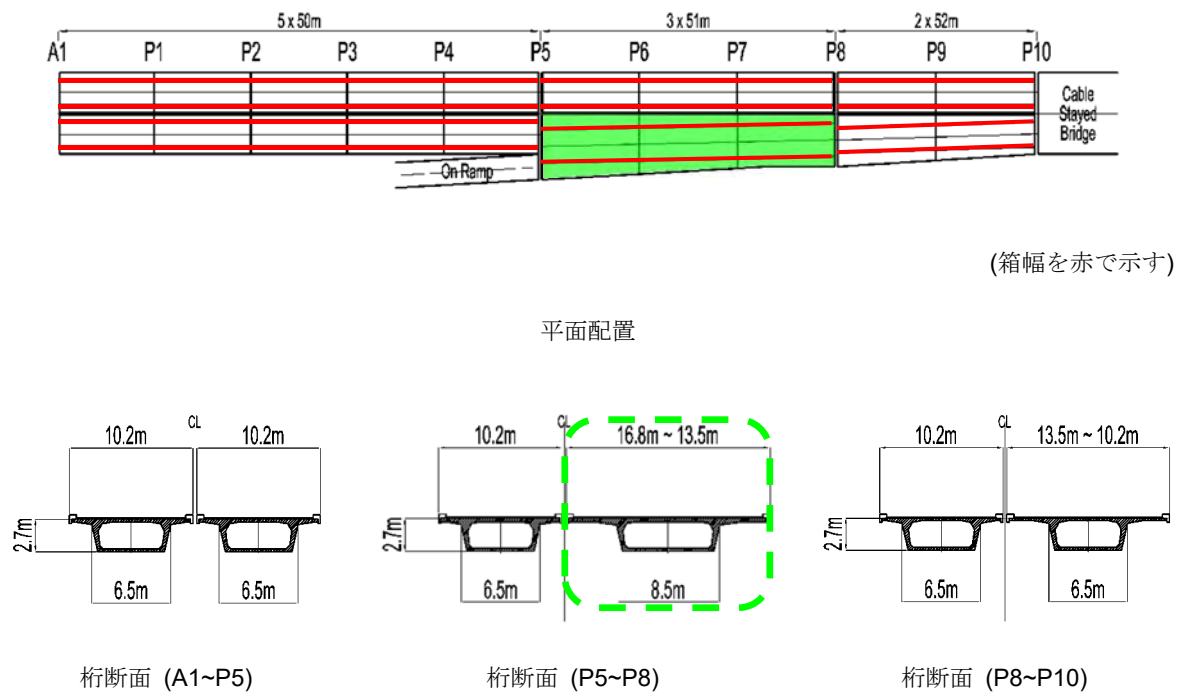 5 x 50m 3 x 51m 2 x 52m
A1 P1 P2 P3 P4 P5 P6 P7 P8 P9 P10
Cable
Stayed
Bridge
On Ramp
(箱幅を赤で示す)
平面配置
CL CL CL
10.2m 10.2m 10.2m 16.8m ~ 13.5m 10.2m 13.5m ~ 10.2m
2.7m 2.7m 2.7m
6.5m 6.5m 6.5m 8.5m 6.5m 6.5m
桁断面 (A1~P5) 桁断面 (P5~P8) 桁断面 (P8~P10)